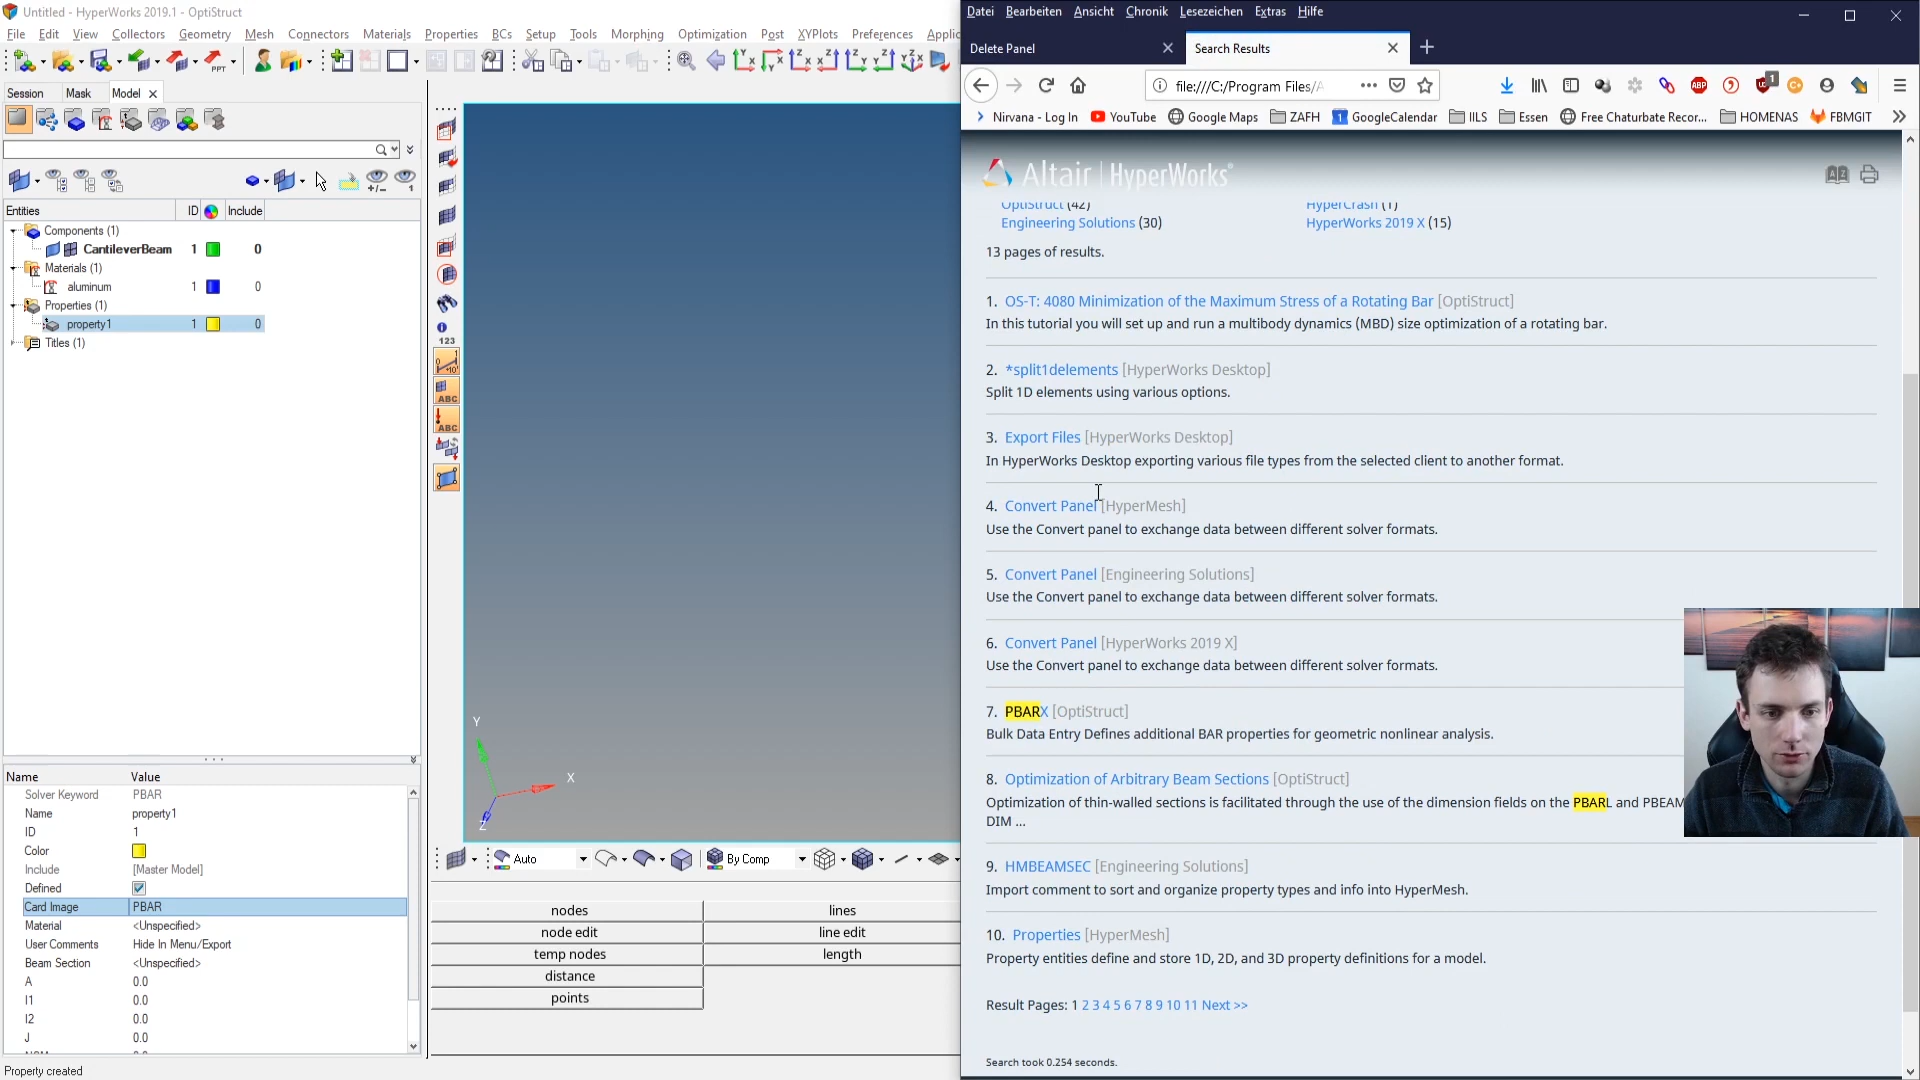 Untitled - HyperWorks 2019.1 - OptiStruct
File Edit View Collectors Geometry Mesh Connectors Materials Properties BCs Setup Tools Morphing Optimization Post XYPlots Preferences Applic
Session Mask Model
Entities ID Include
Components (1)
CantileverBeam 1 0
Materials (1)
aluminum 1 0
Properties (1)
property1 1 0
Titles (1)
Name Value
Solver Keyword PBAR
Name property1
ID 1
Color
Include [Master Model]
Defined
Card Image PBAR
Material <Unspecified>
User Comments Hide In Menu/Export
Beam Section <Unspecified>
A 0.0
I1 0.0
I2 0.0
J 0.0
Property created
123
ABC
ABC
Y
X
Z
Auto By Comp
nodes lines
node edit line edit
temp nodes length
distance
points
Datei Bearbeiten Ansicht Chronik Lesezeichen Extras Hilfe
Delete Panel Search Results
file:///C:/Program Files/A
Nirvana - Log In YouTube Google Maps ZAFH GoogleCalendar IILS Essen Free Chaturbate Recor... HOMENAS FBMGIT
Altair | HyperWorks
OptiStruct (42) HyperCrash (1)
Engineering Solutions (30) HyperWorks 2019 X (15)
13 pages of results.
1. OS-T: 4080 Minimization of the Maximum Stress of a Rotating Bar [OptiStruct]
In this tutorial you will set up and run a multibody dynamics (MBD) size optimization of a rotating bar.
2. *split1delements [HyperWorks Desktop]
Split 1D elements using various options.
3. Export Files [HyperWorks Desktop]
In HyperWorks Desktop exporting various file types from the selected client to another format.
4. Convert Panel [HyperMesh]
Use the Convert panel to exchange data between different solver formats.
5. Convert Panel [Engineering Solutions]
Use the Convert panel to exchange data between different solver formats.
6. Convert Panel [HyperWorks 2019 X]
Use the Convert panel to exchange data between different solver formats.
7. PBARX [OptiStruct]
Bulk Data Entry Defines additional BAR properties for geometric nonlinear analysis.
8. Optimization of Arbitrary Beam Sections [OptiStruct]
Optimization of thin-walled sections is facilitated through the use of the dimension fields on the PBARL and PBEAM
DIM ...
9. HMBEAMSEC [Engineering Solutions]
Import comment to sort and organize property types and info into HyperMesh.
10. Properties [HyperMesh]
Property entities define and store 1D, 2D, and 3D property definitions for a model.
Result Pages: 1 2 3 4 5 6 7 8 9 10 11 Next >>
Search took 0.254 seconds.